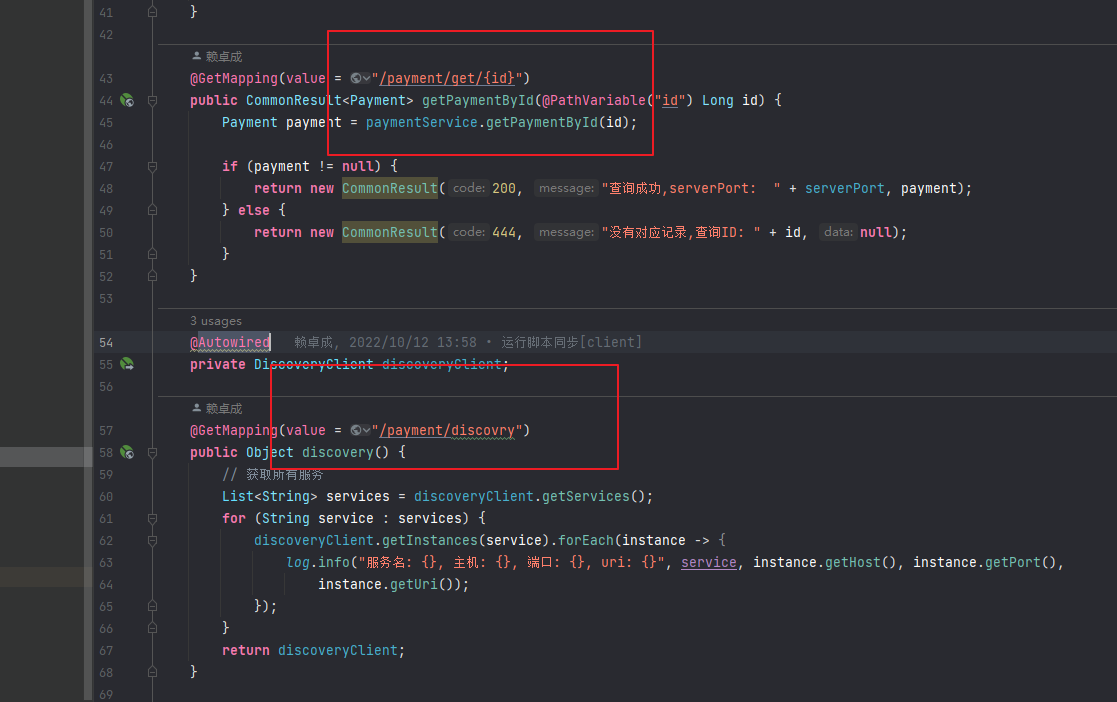 41 }
42
赖卓成
43 @GetMapping(value = "/payment/get/{id}")
44 public CommonResult<Payment> getPaymentById(@PathVariable("id") Long id) {
45 Payment payment = paymentService.getPaymentById(id);
46
47 if (payment != null) {
48 return new CommonResult( code: 200, message: "查询成功,serverPort:  " + serverPort, payment);
49 } else {
50 return new CommonResult( code: 444, message: "没有对应记录,查询ID: " + id, data: null);
51 }
52 }
53
3 usages
54 @Autowired 赖卓成, 2022/10/12 13:58 · 运行脚本同步[client]
55 private DiscoveryClient discoveryClient;
56
赖卓成
57 @GetMapping(value = "/payment/discovry")
58 public Object discovery() {
59 // 获取所有服务
60 List<String> services = discoveryClient.getServices();
61 for (String service : services) {
62 discoveryClient.getInstances(service).forEach(instance -> {
63 log.info("服务名: {}, 主机: {}, 端口: {}, uri: {}", service, instance.getHost(), instance.getPort(),
64 instance.getUri());
65 });
66 }
67 return discoveryClient;
68 }
69